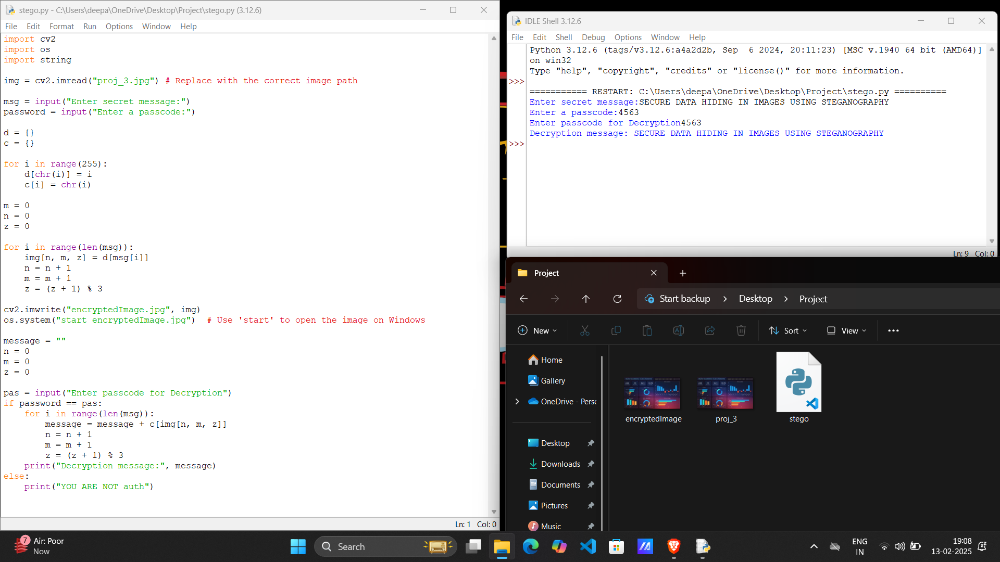 stego.py - C:\Users\deepa\OneDrive\Desktop\Project\stego.py (3.12.6)
File Edit Format Run Options Window Help
import cv2
import os
import string
img = cv2.imread("proj_3.jpg") # Replace with the correct image path
msg = input("Enter secret message:")
password = input("Enter a passcode:")
d = {}
c = {}
for i in range(255):
    d[chr(i)] = i
    c[i] = chr(i)
m = 0
n = 0
z = 0
for i in range(len(msg)):
    img[n, m, z] = d[msg[i]]
    n = n + 1
    m = m + 1
    z = (z + 1) % 3
cv2.imwrite("encryptedImage.jpg", img)
os.system("start encryptedImage.jpg")  # Use 'start' to open the image on Windows
message = ""
n = 0
m = 0
z = 0
pas = input("Enter passcode for Decryption")
if password == pas:
    for i in range(len(msg)):
        message = message + c[img[n, m, z]]
        n = n + 1
        m = m + 1
        z = (z + 1) % 3
    print("Decryption message:", message)
else:
    print("YOU ARE NOT auth")
Ln: 1 Col: 0
IDLE Shell 3.12.6
File Edit Shell Debug Options Window Help
Python 3.12.6 (tags/v3.12.6:a4a2d2b, Sep  6 2024, 20:11:23) [MSC v.1940 64 bit (AMD64)]
on win32
Type "help", "copyright", "credits" or "license()" for more information.
>>>
=========== RESTART: C:\Users\deepa\OneDrive\Desktop\Project\stego.py ==========
Enter secret message:SECURE DATA HIDING IN IMAGES USING STEGANOGRAPHY
Enter a passcode:4563
Enter passcode for Decryption4563
Decryption message: SECURE DATA HIDING IN IMAGES USING STEGANOGRAPHY
>>>
Ln: 9 Col: 0
Project
Start backup > Desktop > Project
New Sort View
Home
Gallery
OneDrive - Perso
Desktop
Downloads
Documents
Pictures
Music
encryptedImage proj_3 stego
7 Air: Poor
Now
Search
ENG
IN
19:08
13-02-2025